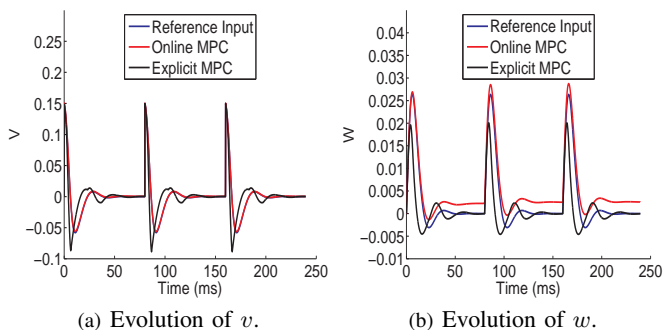 Reference Input
Online MPC
Explicit MPC
0.25
0.2
0.15
0.1
0.05
0
−0.05
−0.1
V
0
50
100
150
200
250
Time (ms)
(a) Evolution of v.
Reference Input
Online MPC
Explicit MPC
0.04
0.035
0.03
0.025
0.02
0.015
0.01
0.005
0
−0.005
−0.01
W
0
50
100
150
200
250
Time (ms)
(b) Evolution of w.